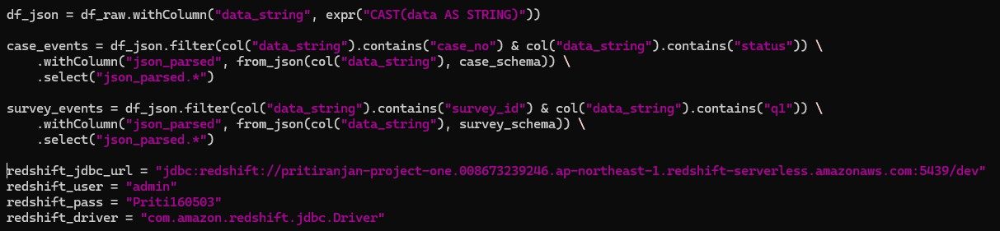 df_json = df_raw.withColumn("data_string", expr("CAST(data AS STRING)"))
case_events = df_json.filter(col("data_string").contains("case_no") & col("data_string").contains("status")) \
    .withColumn("json_parsed", from_json(col("data_string"), case_schema)) \
    .select("json_parsed.*")
survey_events = df_json.filter(col("data_string").contains("survey_id") & col("data_string").contains("q1")) \
    .withColumn("json_parsed", from_json(col("data_string"), survey_schema)) \
    .select("json_parsed.*")
redshift_jdbc_url = "jdbc:redshift://pritiranjan-project-one.008673239246.ap-northeast-1.redshift-serverless.amazonaws.com:5439/dev"
redshift_user = "admin"
redshift_pass = "Priti160503"
redshift_driver = "com.amazon.redshift.jdbc.Driver"